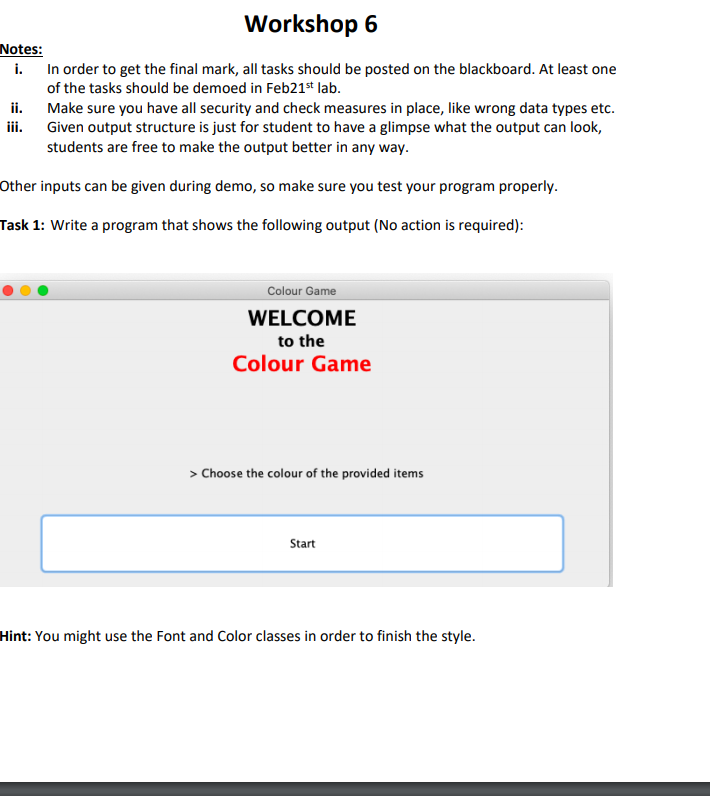 Workshop 6
Notes:
i. In order to get the final mark, all tasks should be posted on the blackboard. At least one
of the tasks should be demoed in Feb21st lab.
ii. Make sure you have all security and check measures in place, like wrong data types etc.
iii. Given output structure is just for student to have a glimpse what the output can look,
students are free to make the output better in any way.
Other inputs can be given during demo, so make sure you test your program properly.
Task 1: Write a program that shows the following output (No action is required):
Colour Game
WELCOME
to the
Colour Game
> Choose the colour of the provided items
Start
Hint: You might use the Font and Color classes in order to finish the style.